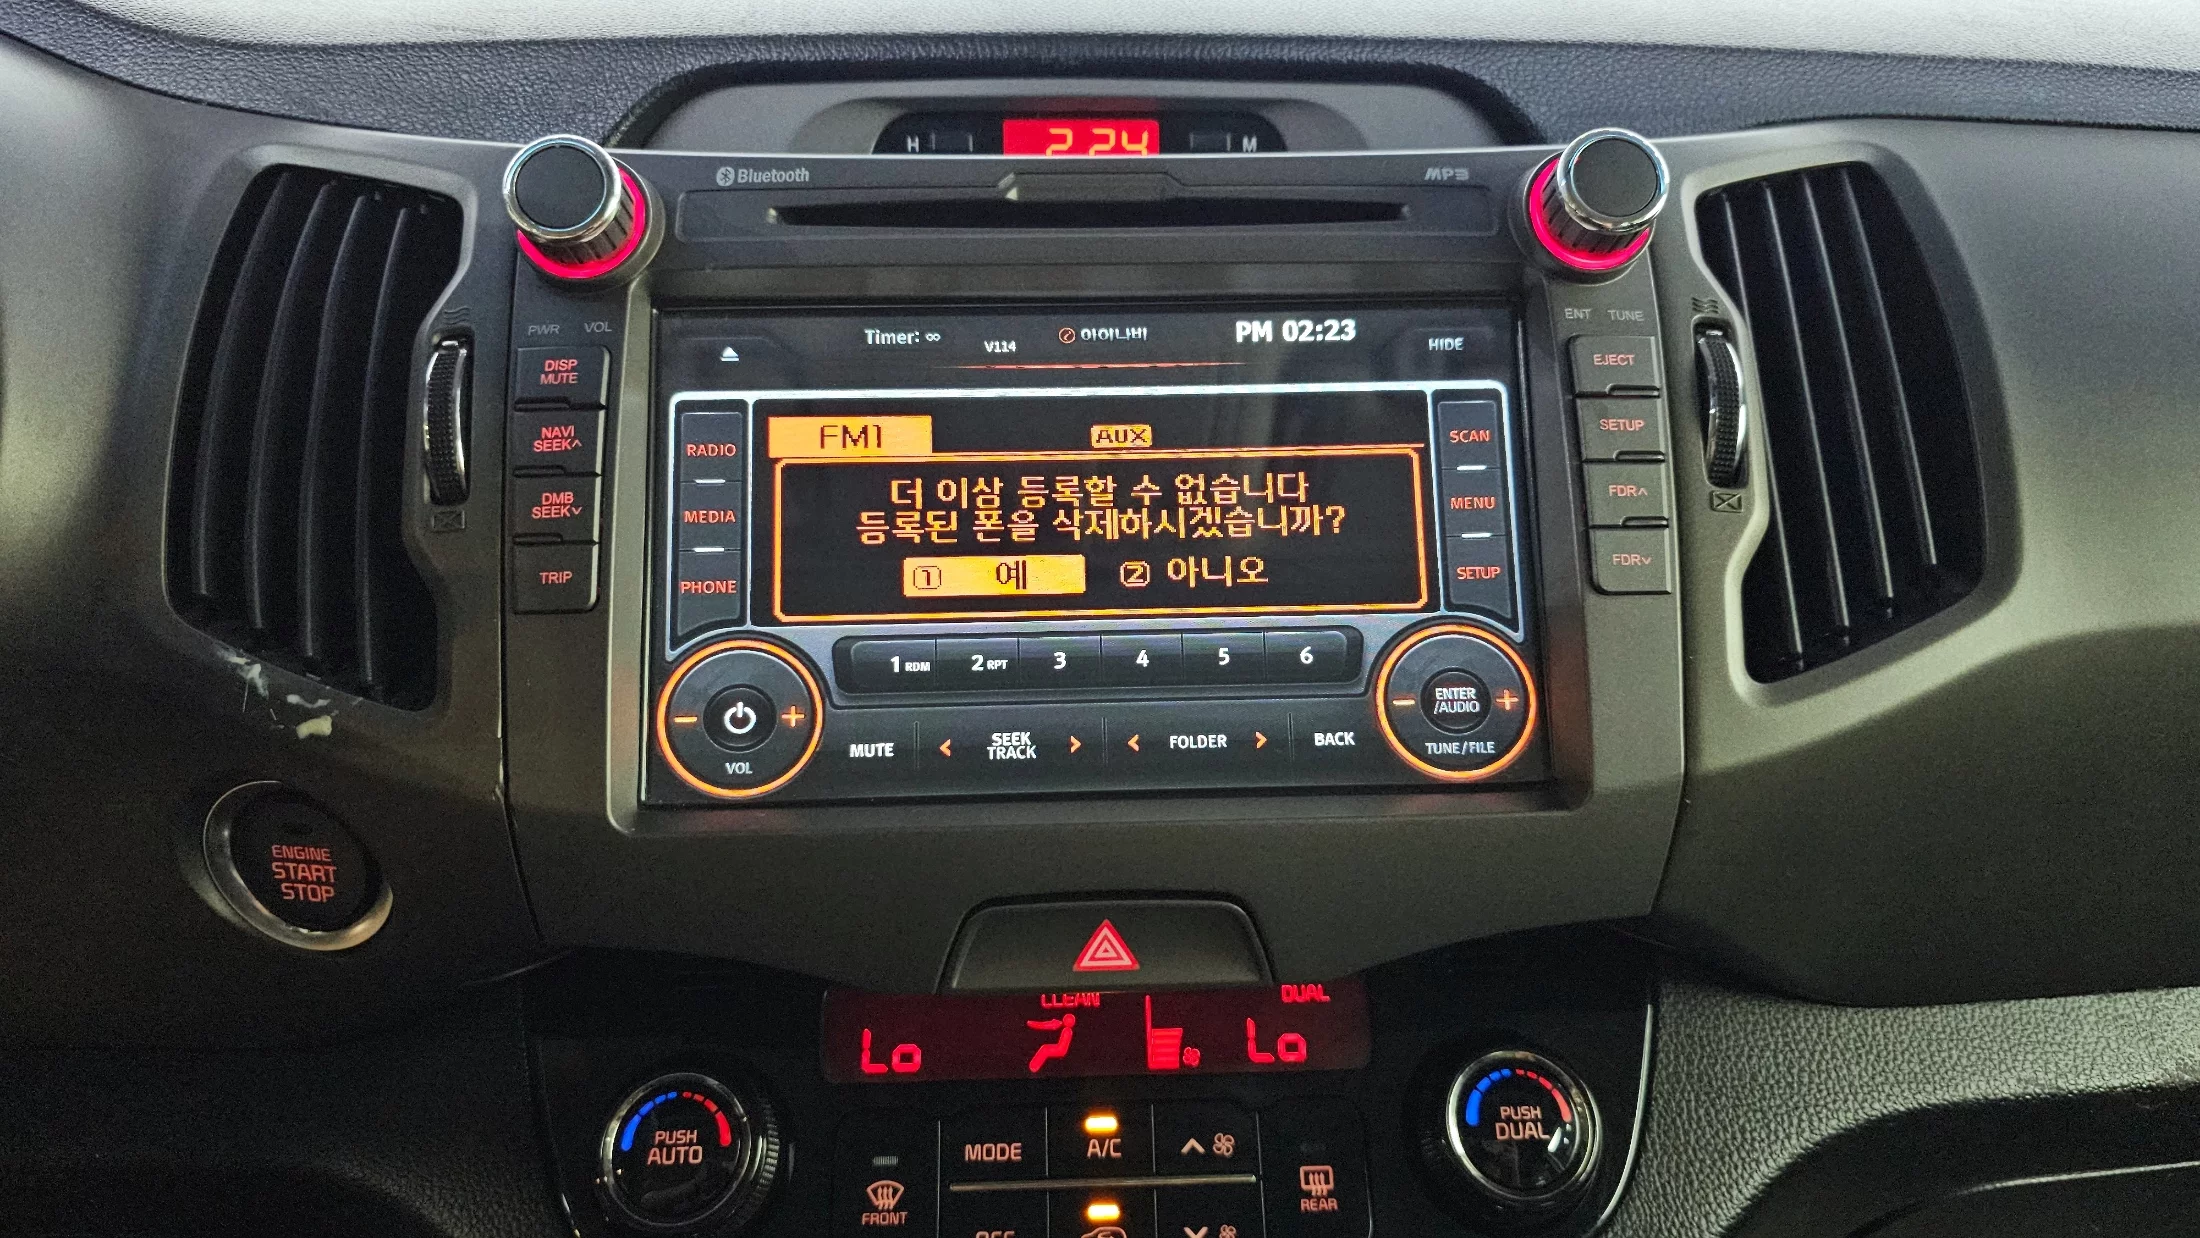 H 2:24 M
Bluetooth
MP3
PWR VOL
ENT TUNE
Timer: ∞
V114
아이나비
PM 02:23
HIDE
DISP
MUTE
NAVI
SEEK^
DMB
SEEK˅
TRIP
RADIO
MEDIA
PHONE
FM1
AUX
더 이상 등록할 수 없습니다
등록된 폰을 삭제하시겠습니까?
1 예 2 아니오
SCAN
MENU
SETUP
EJECT
SETUP
FDR^
FDR˅
1 RDM 2 RPT 3 4 5 6
- +
VOL
MUTE
< SEEK
TRACK >
< FOLDER >
BACK
- ENTER
/AUDIO +
TUNE/FILE
ENGINE
START
STOP
CLEAN
DUAL
Lo
Lo
PUSH
AUTO
MODE
A/C
FRONT
REAR
PUSH
DUAL